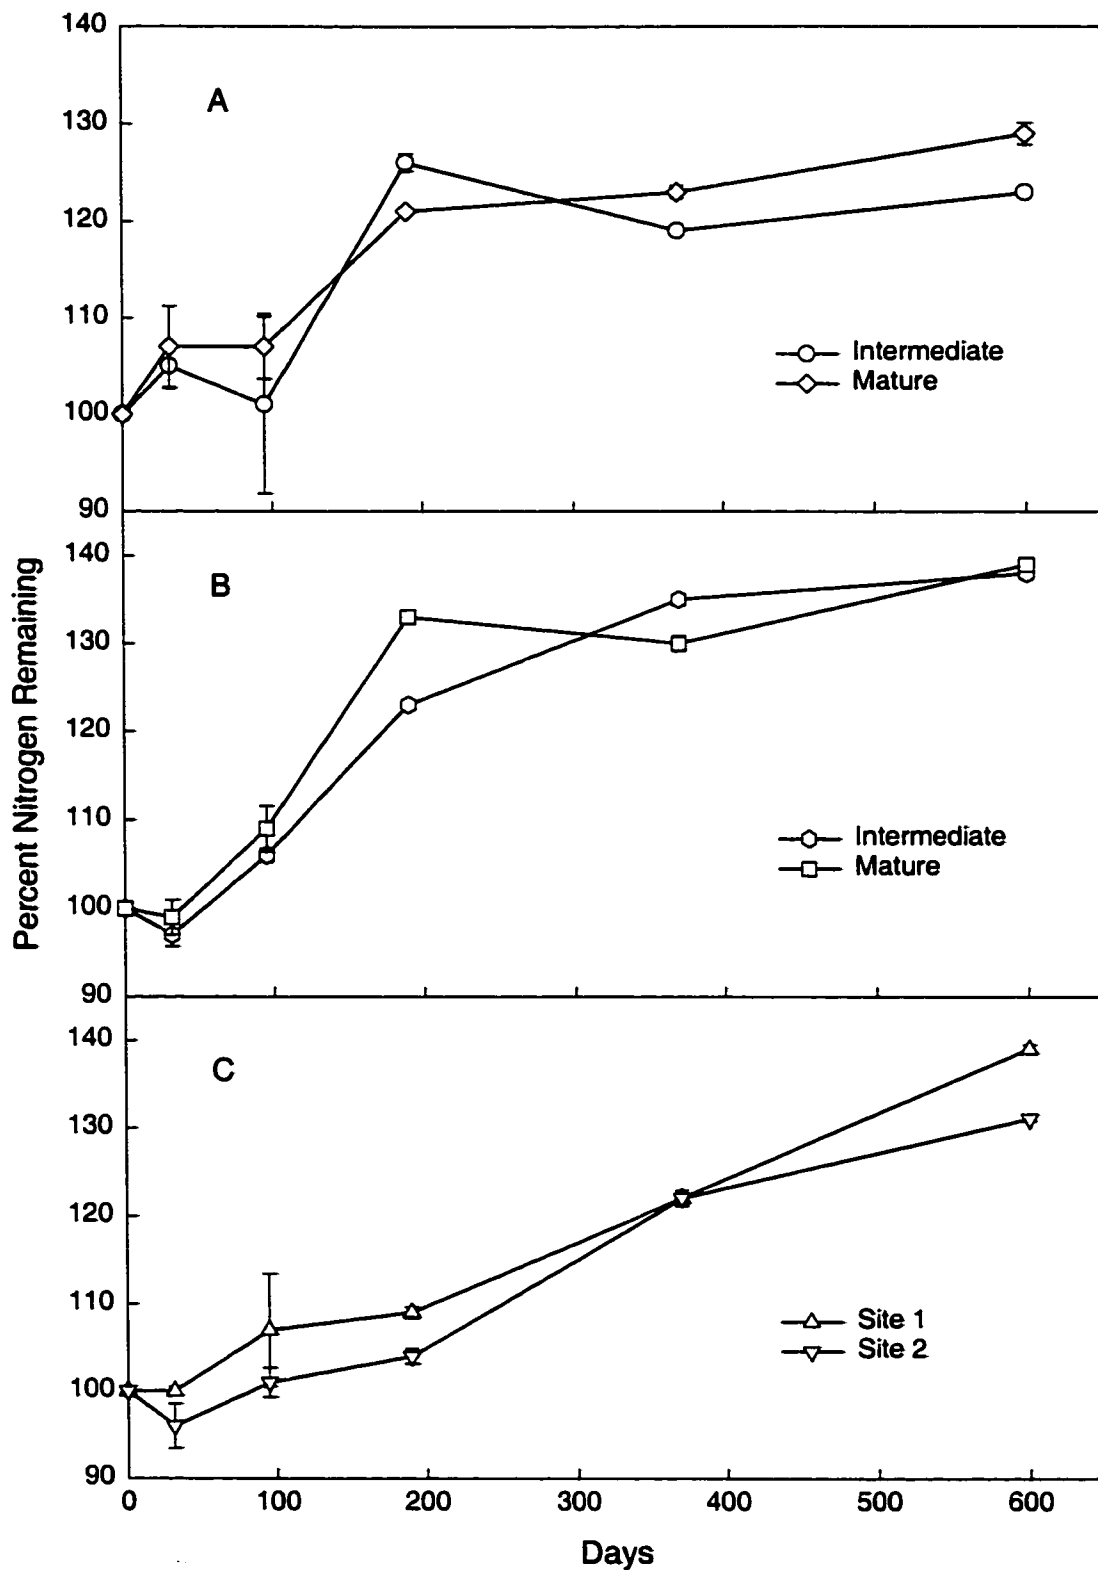 140
A
130
120
110
Intermediate
Mature
100
90
140
B
130
120
110
Intermediate
Mature
100
90
140
C
130
120
110
Site 1
Site 2
100
90
0 100 200 300 400 500 600
Days
Percent Nitrogen Remaining